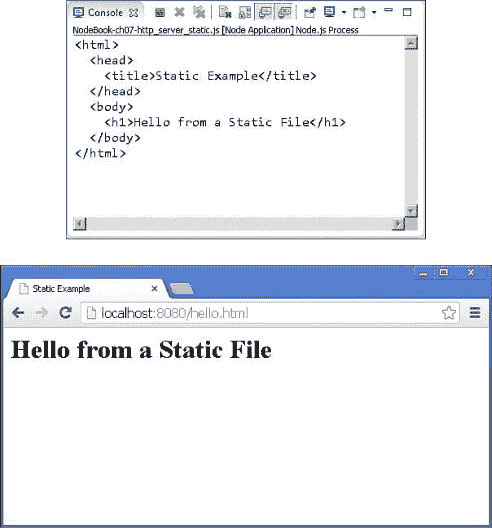 Console
NodeBook-ch07-http_server_static.js [Node Application] Node.js Process
<html>
  <head>
    <title>Static Example</title>
  </head>
  <body>
    <h1>Hello from a Static File</h1>
  </body>
</html>
Static Example
localhost:8080/hello.html
Hello from a Static File